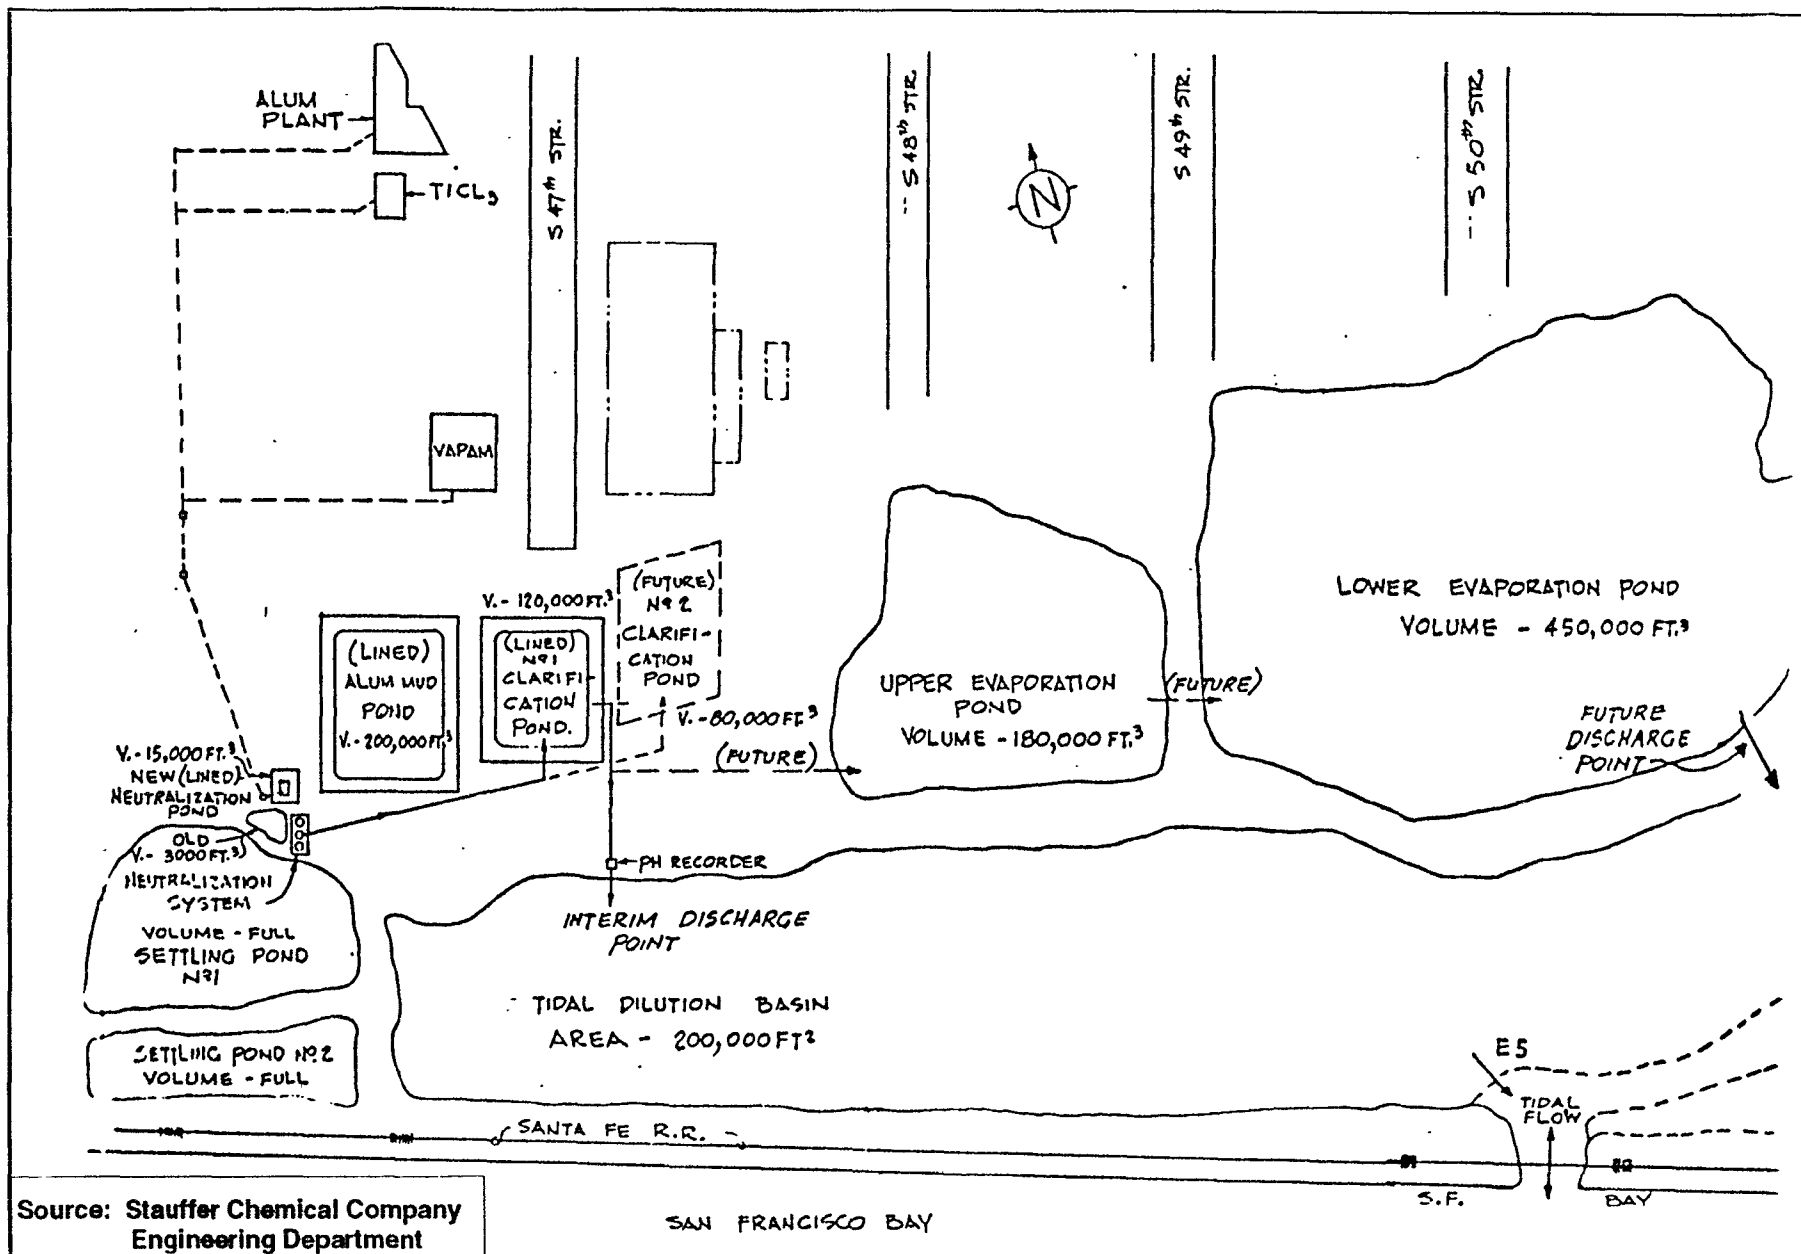 ALUM
PLANT
TICL3
S 47th STR.
S 48th STR.
S 49th STR.
S 50th STR.
N
VAPAM
V.- 120,000 FT.3
(FUTURE)
No 2
CLARIFI-
CATION
POND
V.- 80,000 FT.3
(LINED)
No 1
CLARIFI-
CATION
POND.
(LINED)
ALUM MUD
POND
V.- 200,000 FT.3
V.- 15,000 FT.3
NEW (LINED)
NEUTRALIZATION
POND
OLD
V.- 3000 FT.3
NEUTRALIZATION
SYSTEM
VOLUME - FULL
SETTLING POND
No 1
SETTLING POND No. 2
VOLUME - FULL
(FUTURE)
UPPER EVAPORATION
POND
VOLUME - 180,000 FT.3
(FUTURE)
LOWER EVAPORATION POND
VOLUME - 450,000 FT.3
FUTURE
DISCHARGE
POINT
PH RECORDER
INTERIM DISCHARGE
POINT
TIDAL DILUTION BASIN
AREA - 200,000 FT2
E5
TIDAL
FLOW
SANTA FE R.R.
S.F. BAY
SAN FRANCISCO BAY
Source: Stauffer Chemical Company
Engineering Department